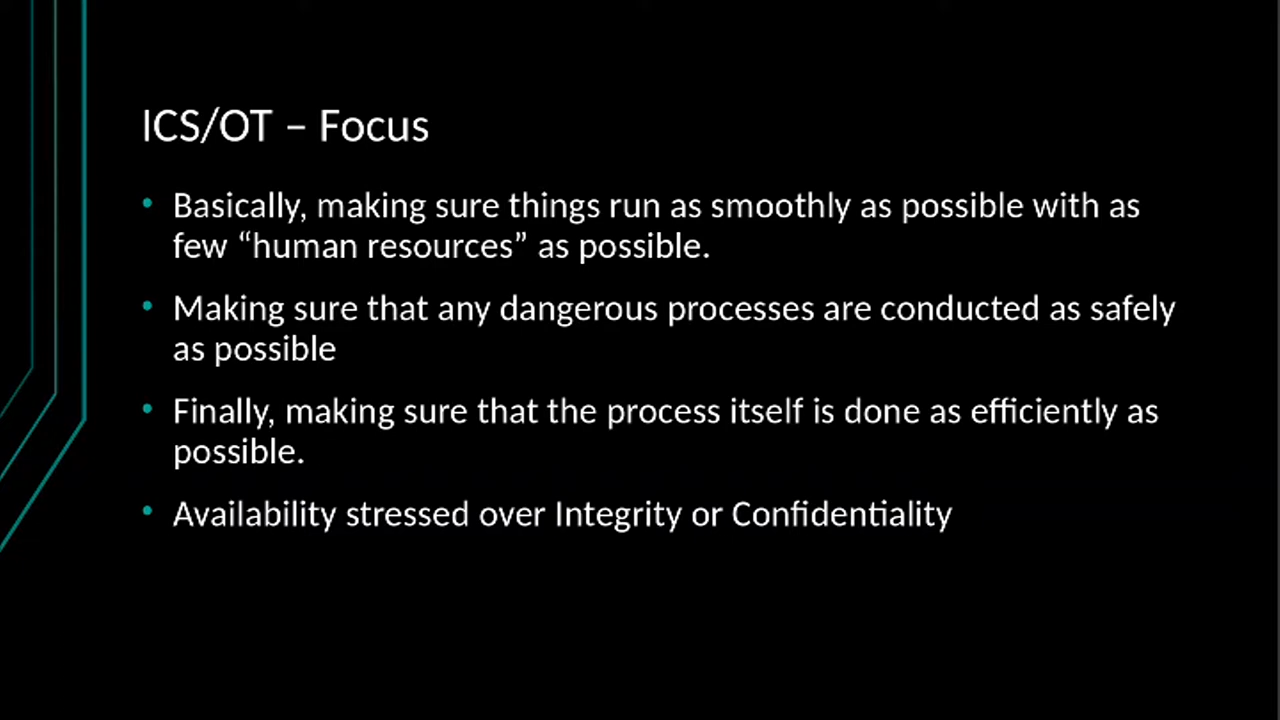 ICS/OT – Focus
• Basically, making sure things run as smoothly as possible with as
few “human resources” as possible.
• Making sure that any dangerous processes are conducted as safely
as possible
• Finally, making sure that the process itself is done as efficiently as
possible.
• Availability stressed over Integrity or Confidentiality